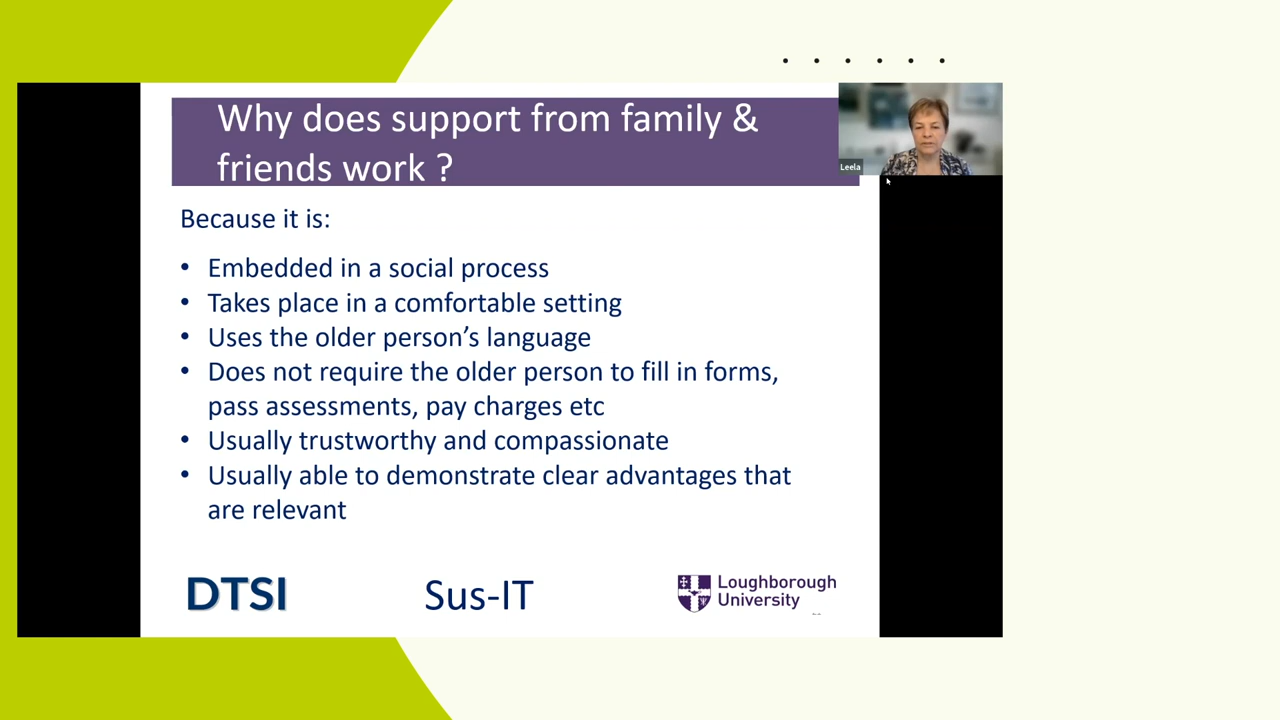 Why does support from family &
friends work ?
Leela
Because it is:
• Embedded in a social process
• Takes place in a comfortable setting
• Uses the older person’s language
• Does not require the older person to fill in forms,
pass assessments, pay charges etc
• Usually trustworthy and compassionate
• Usually able to demonstrate clear advantages that
are relevant
DTSI
Sus-IT
Loughborough
University